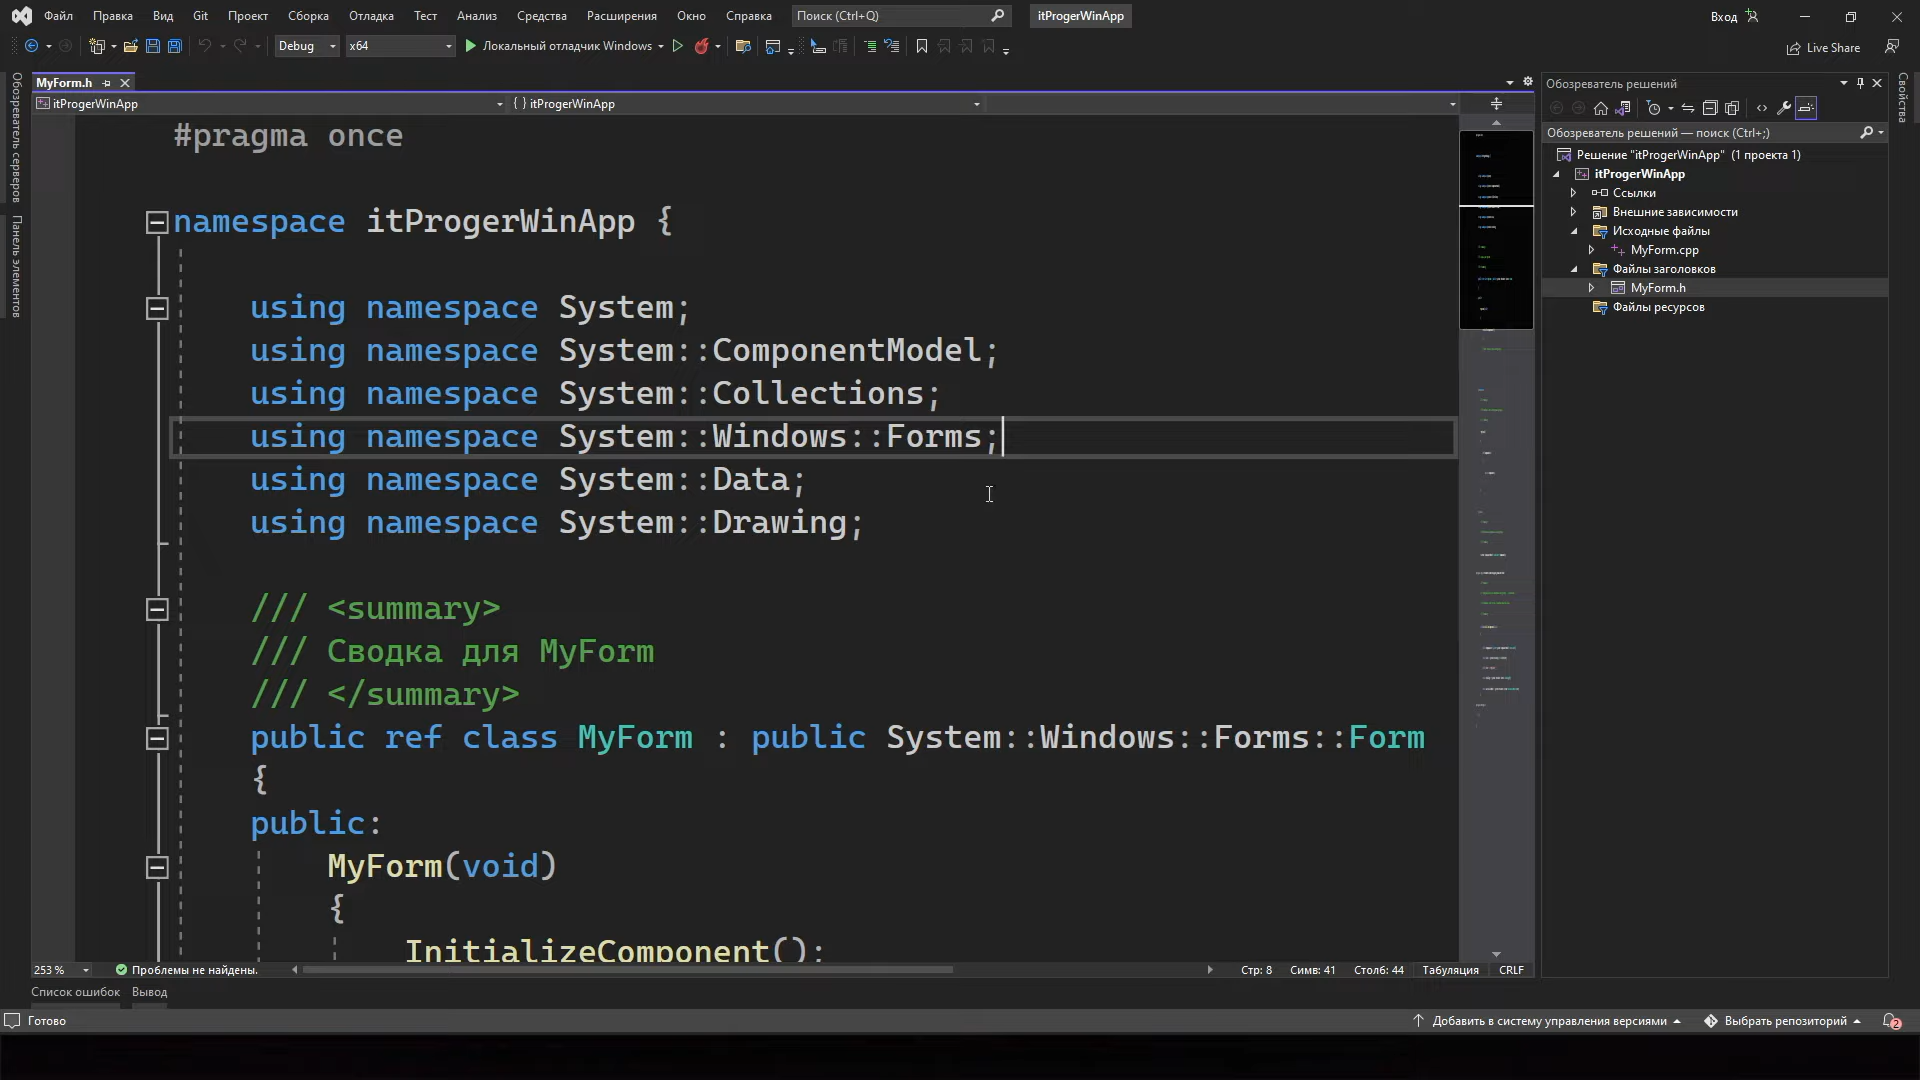 Файл Правка Вид Git Проект Сборка Отладка Тест Анализ Средства Расширения Окно Справка Поиск (Ctrl+Q) itProgerWinApp Вход
Debug x64 Локальный отладчик Windows Live Share
Обозреватель серверов
Панель элементов
MyForm.h
itProgerWinApp { } itProgerWinApp
#pragma once
namespace itProgerWinApp {
using namespace System;
using namespace System::ComponentModel;
using namespace System::Collections;
using namespace System::Windows::Forms;
using namespace System::Data;
using namespace System::Drawing;
/// <summary>
/// Сводка для MyForm
/// </summary>
public ref class MyForm : public System::Windows::Forms::Form
{
public:
MyForm(void)
{
InitializeComponent();
253 % Проблемы не найдены. Стр: 8 Симв: 41 Столб: 44 Табуляция CRLF
Список ошибок Вывод
Обозреватель решений
Обозреватель решений — поиск (Ctrl+;)
Решение "itProgerWinApp" (1 проекта 1)
itProgerWinApp
Ссылки
Внешние зависимости
Исходные файлы
MyForm.cpp
Файлы заголовков
MyForm.h
Файлы ресурсов
Свойства
Готово Добавить в систему управления версиями Выбрать репозиторий 2